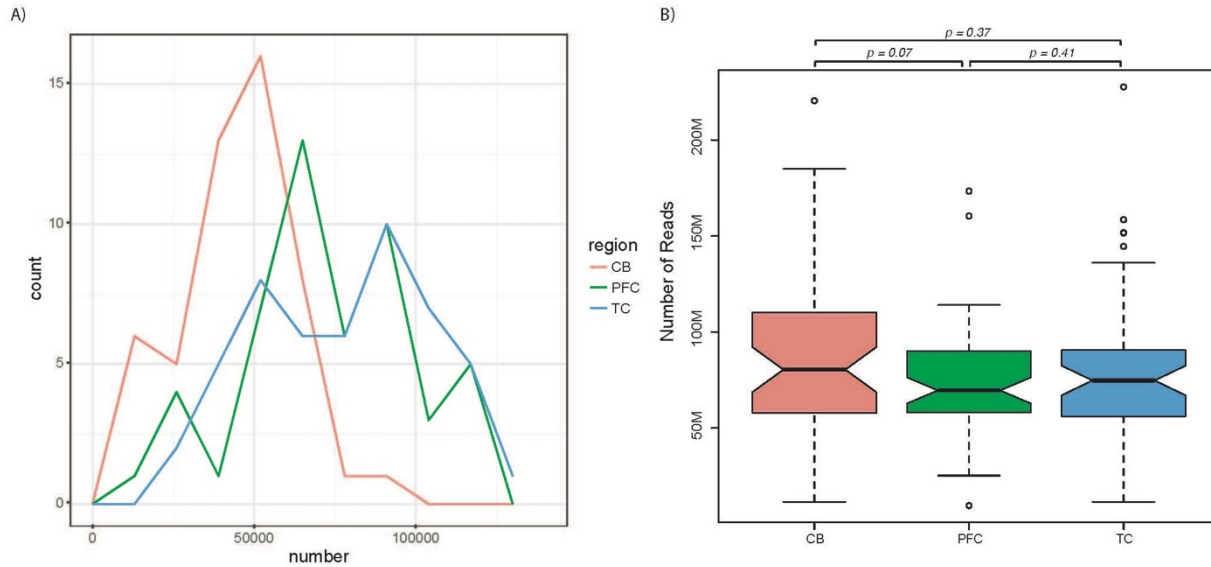 A)
15
10
5
0
count
0
50000
100000
number
region
CB
PFC
TC
B)
p = 0.37
p = 0.07
p = 0.41
200M
150M
100M
50M
Number of Reads
CB
PFC
TC